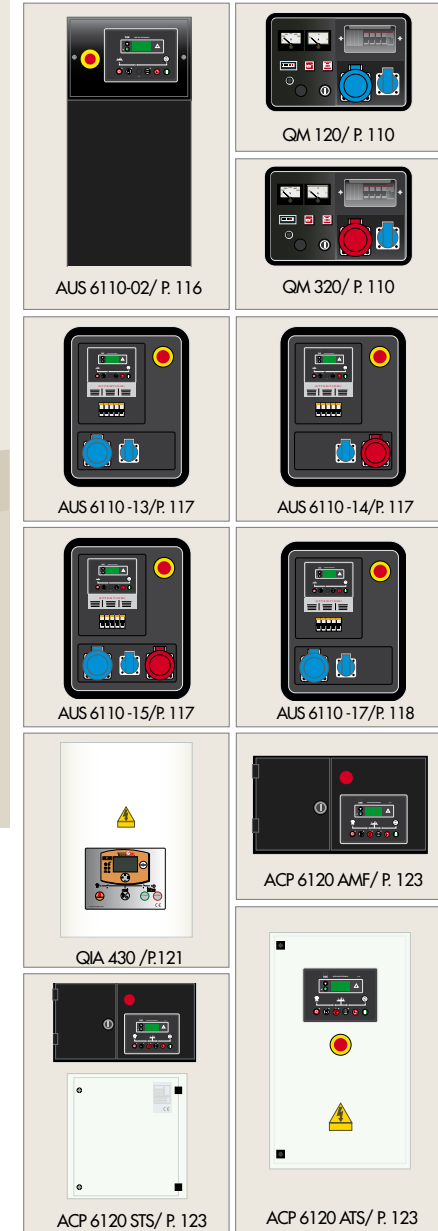 AUS 6110-02/ P. 116
QM 120/ P. 110
QM 320/ P. 110
AUS 6110 -13/P. 117
AUS 6110 -14/P. 117
AUS 6110 -15/P. 117
AUS 6110 -17/P. 118
QIA 430 /P.121
ACP 6120 AMF/ P. 123
ACP 6120 STS/ P. 123
ACP 6120 ATS/ P. 123